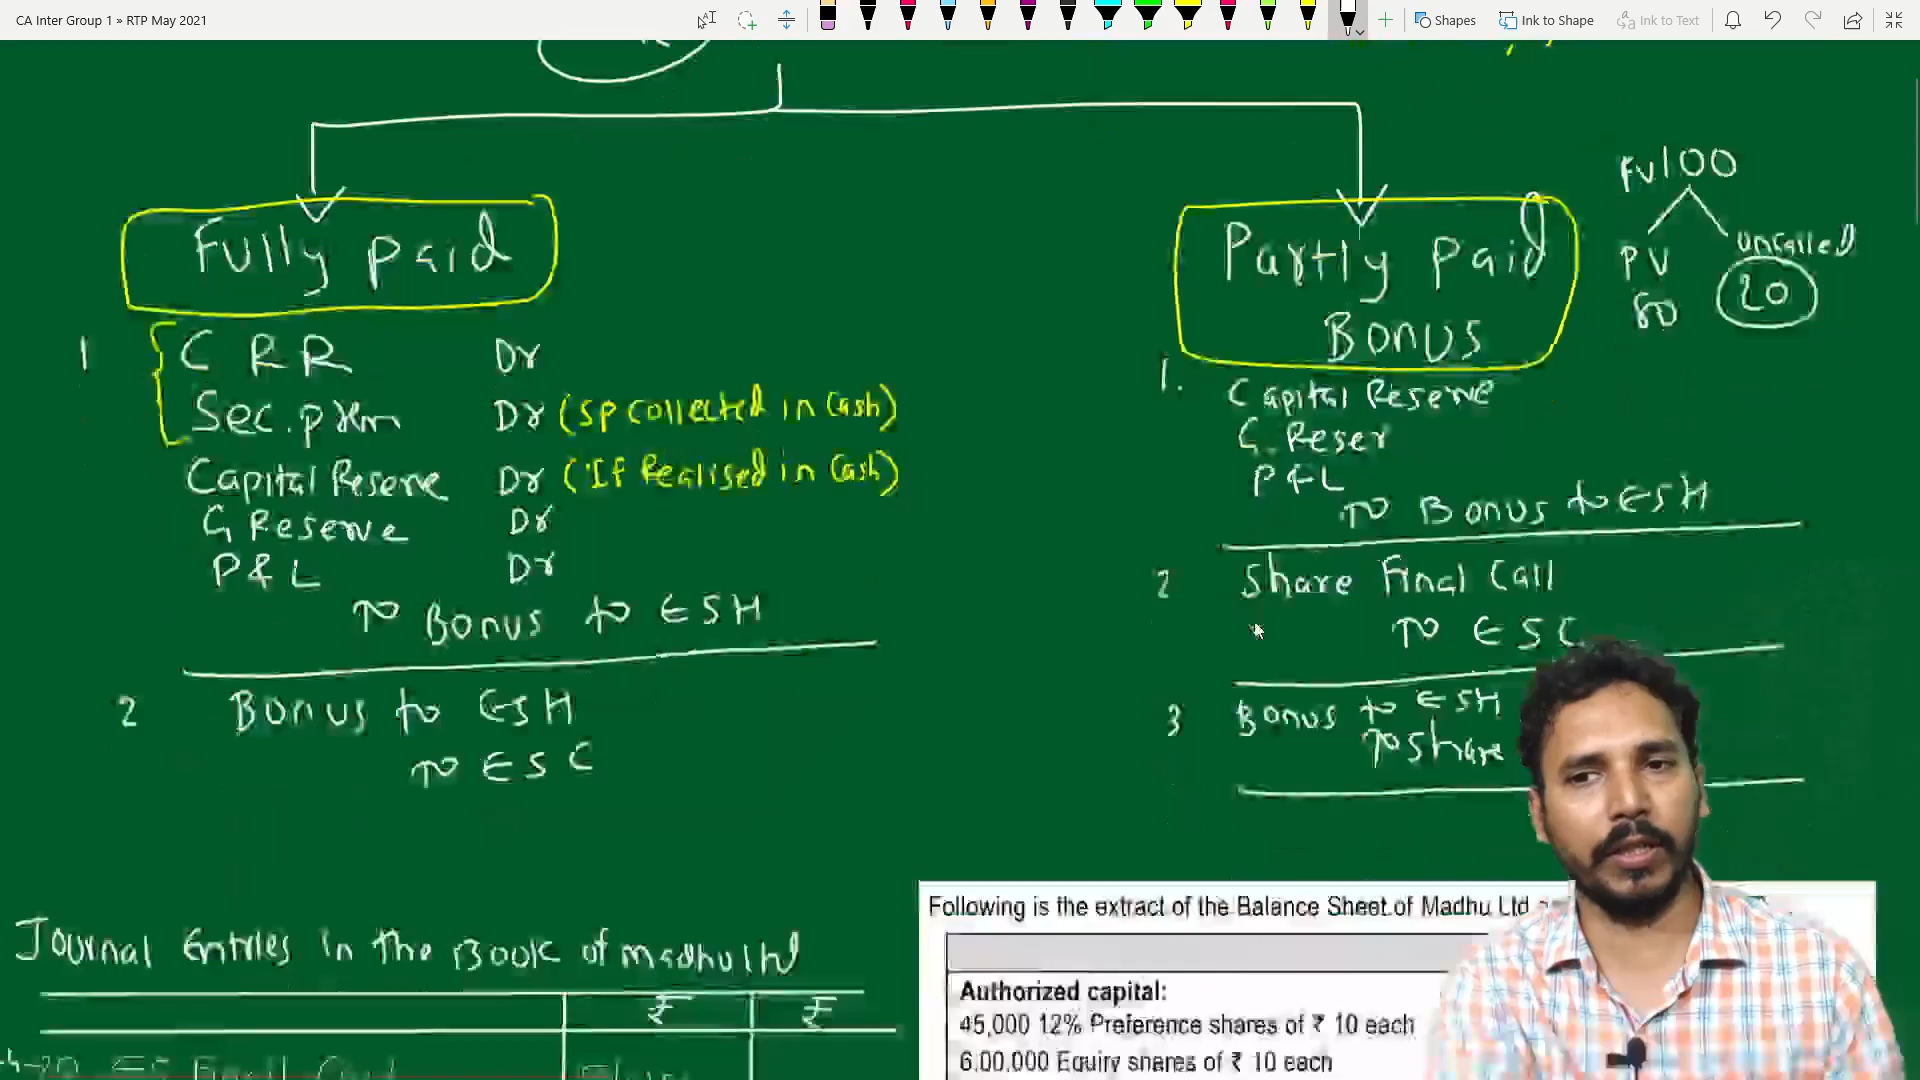 CA Inter Group 1 » RTP May 2021
Shapes
Ink to Shape
Ink to Text
Fully paid
1 CRR Dr
Sec. prm Dr (SP Collected in Cash)
Capital Reserve Dr (If Realised in Cash)
G Reserve Dr
P & L Dr
To Bonus to ESH
2 Bonus to ESH
To ESC
Partly paid
Bonus
FV100
PV uncalled
80 20
1. Capital Reserve
G. Reser
P & L
To Bonus to ESH
2 Share Final Call
To ESC
3 Bonus to ESH
To Share
Journal Entries in the Book of madhu ltd
₹ ₹
Following is the extract of the Balance Sheet of Madhu Ltd
Authorized capital:
45,000 12% Preference shares of ₹ 10 each
6,00,000 Equity shares of ₹ 10 each